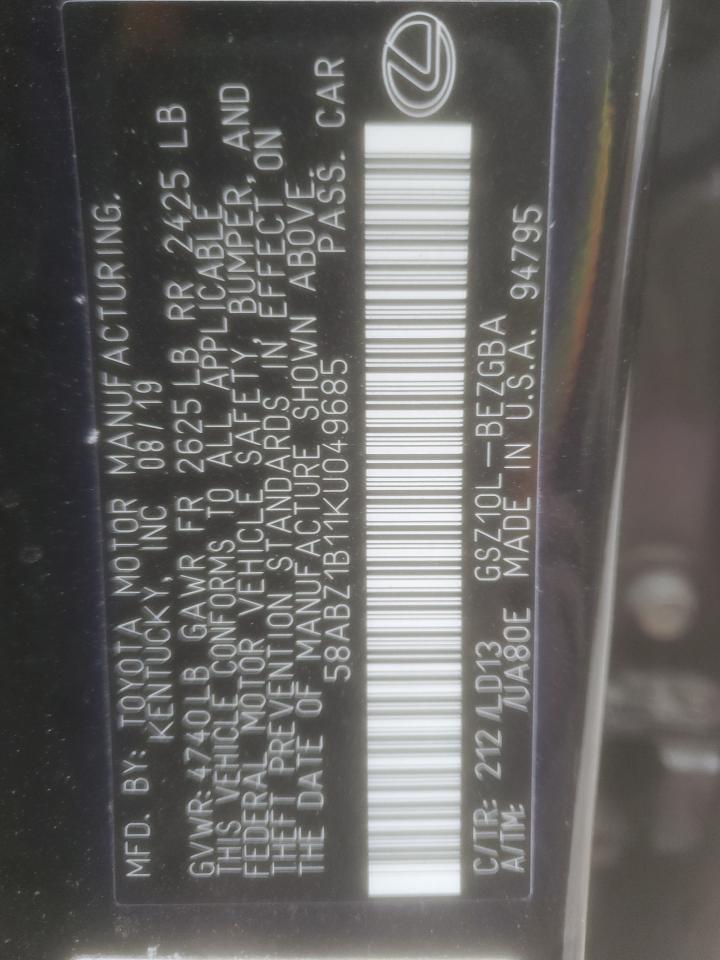 MFD. BY: TOYOTA MOTOR MANUFACTURING,
KENTUCKY, INC 08/19
GVWR: 4740LB GAWR FR 2625 LB RR 2425 LB
THIS VEHICLE CONFORMS TO ALL APPLICABLE
FEDERAL MOTOR VEHICLE SAFETY, BUMPER, AND
THEFT PREVENTION STANDARDS IN EFFECT ON
THE DATE OF MANUFACTURE SHOWN ABOVE.
58ABZ1B11KU049685 PASS. CAR
C/TR: 212 /LD13 GSZ10L-BEZGBA
A/TM: /UA80E MADE IN U.S.A. 94795